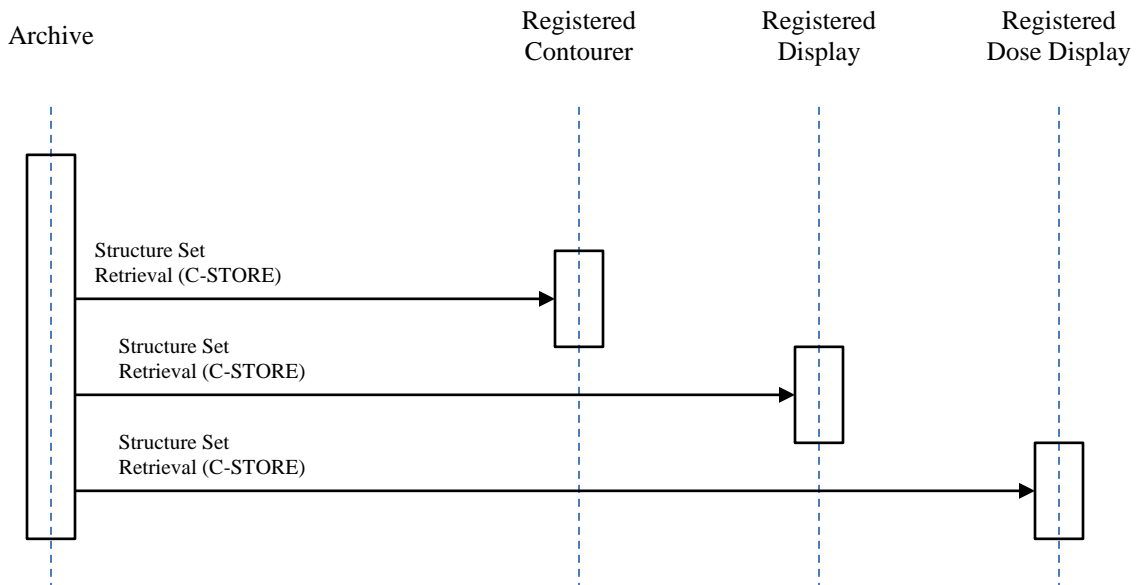 Archive
Registered
Contourer
Registered
Display
Registered
Dose Display
Structure Set
Retrieval (C-STORE)
Structure Set
Retrieval (C-STORE)
Structure Set
Retrieval (C-STORE)